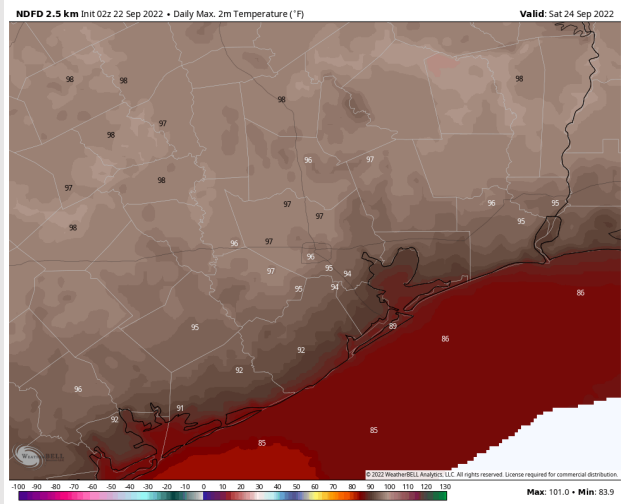 NDFD 2.5 km Init 02z 22 Sep 2022 • Daily Max. 2m Temperature (°F)
Valid: Sat 24 Sep 2022
98 98 98
98
97
98
96 97
98
97
97 96 95
97 95
98
96 97
96
97 95 94
95 94
86
95 89
86
92
92
96
91
92
85
85
WeatherBELL
© 2022 WeatherBELL Analytics, LLC. All rights reserved. License required for commercial distribution.
-100 -90 -80 -70 -60 -50 -40 -30 -20 -10 0 10 20 30 40 50 60 70 80 90 100 110 120 130
Max: 101.0 • Min: 83.9